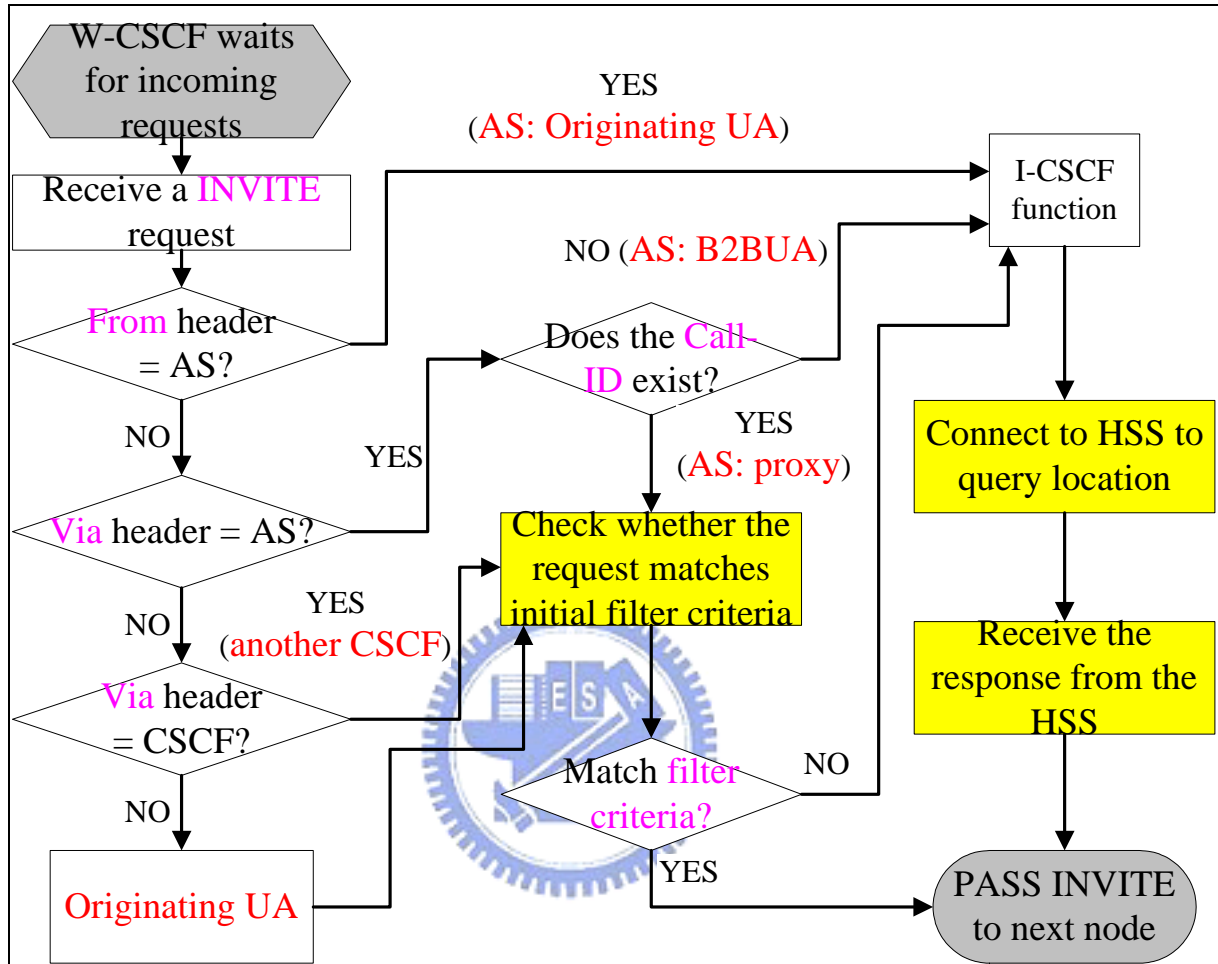 W-CSCF waits
for incoming
requests
YES
(AS: Originating UA)
Receive a INVITE
request
I-CSCF
function
NO (AS: B2BUA)
From header
= AS?
Does the Call-
ID exist?
NO
YES
YES
(AS: proxy)
Connect to HSS to
query location
Via header = AS?
Check whether the
request matches
initial filter criteria
NO
YES
(another CSCF)
Receive the
response from the
HSS
Via header
= CSCF?
E S A
Match filter
criteria?
NO
NO
YES
Originating UA
PASS INVITE
to next node